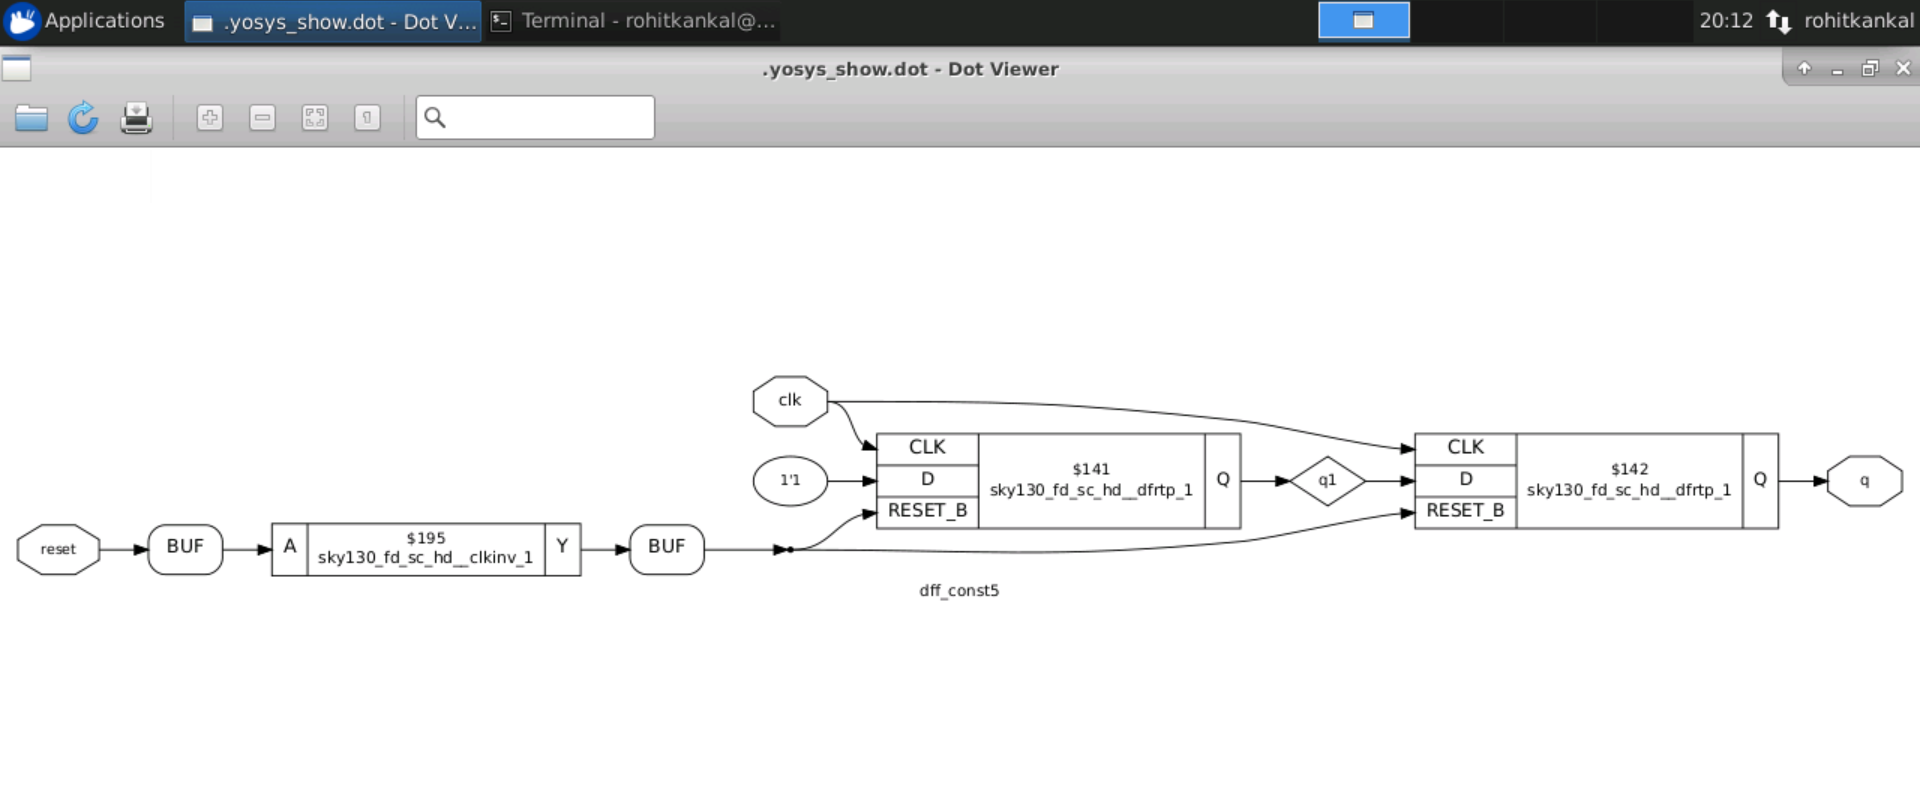 Applications
.yosys_show.dot - Dot V...
Terminal - rohitkankal@...
20:12
rohitkankal
.yosys_show.dot - Dot Viewer
clk
CLK
D
RESET_B
$141
sky130_fd_sc_hd__dfrtp_1
Q
1'1
q1
CLK
D
RESET_B
$142
sky130_fd_sc_hd__dfrtp_1
Q
q
reset
BUF
A
$195
sky130_fd_sc_hd__clkinv_1
Y
BUF
dff_const5